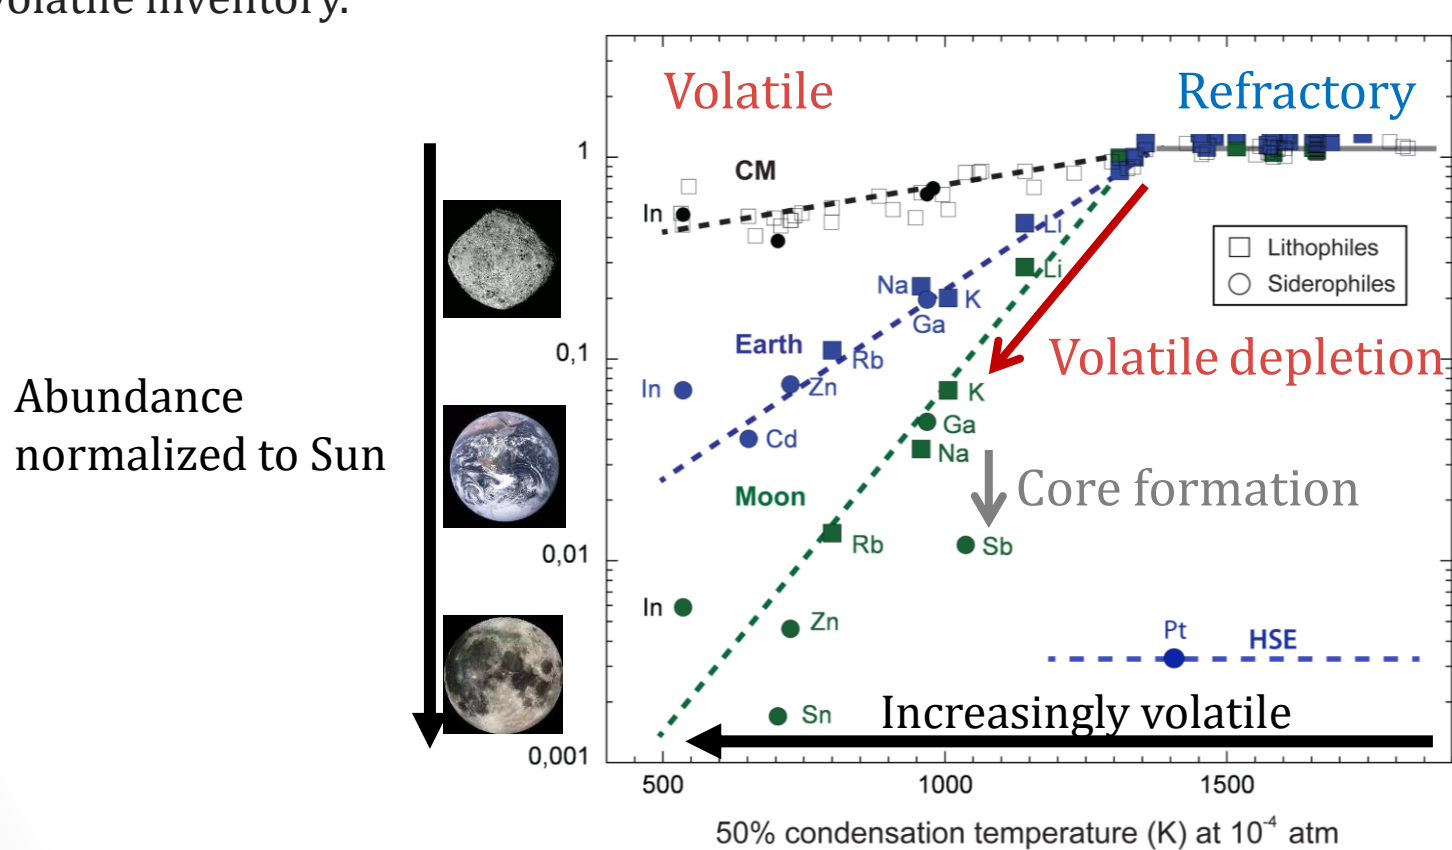 volatile inventory.
Volatile
Refractory
1
CM
In
Li
Lithophiles
Siderophiles
Li
Na
K
Ga
Earth
0,1
Rb
Volatile depletion
In
Zn
K
Abundance
normalized to Sun
Cd
Ga
Na
Moon
Core formation
Rb
Sb
0,01
In
Zn
Pt
HSE
Sn
Increasingly volatile
0,001
500
1000
1500
50% condensation temperature (K) at 10⁻⁴ atm